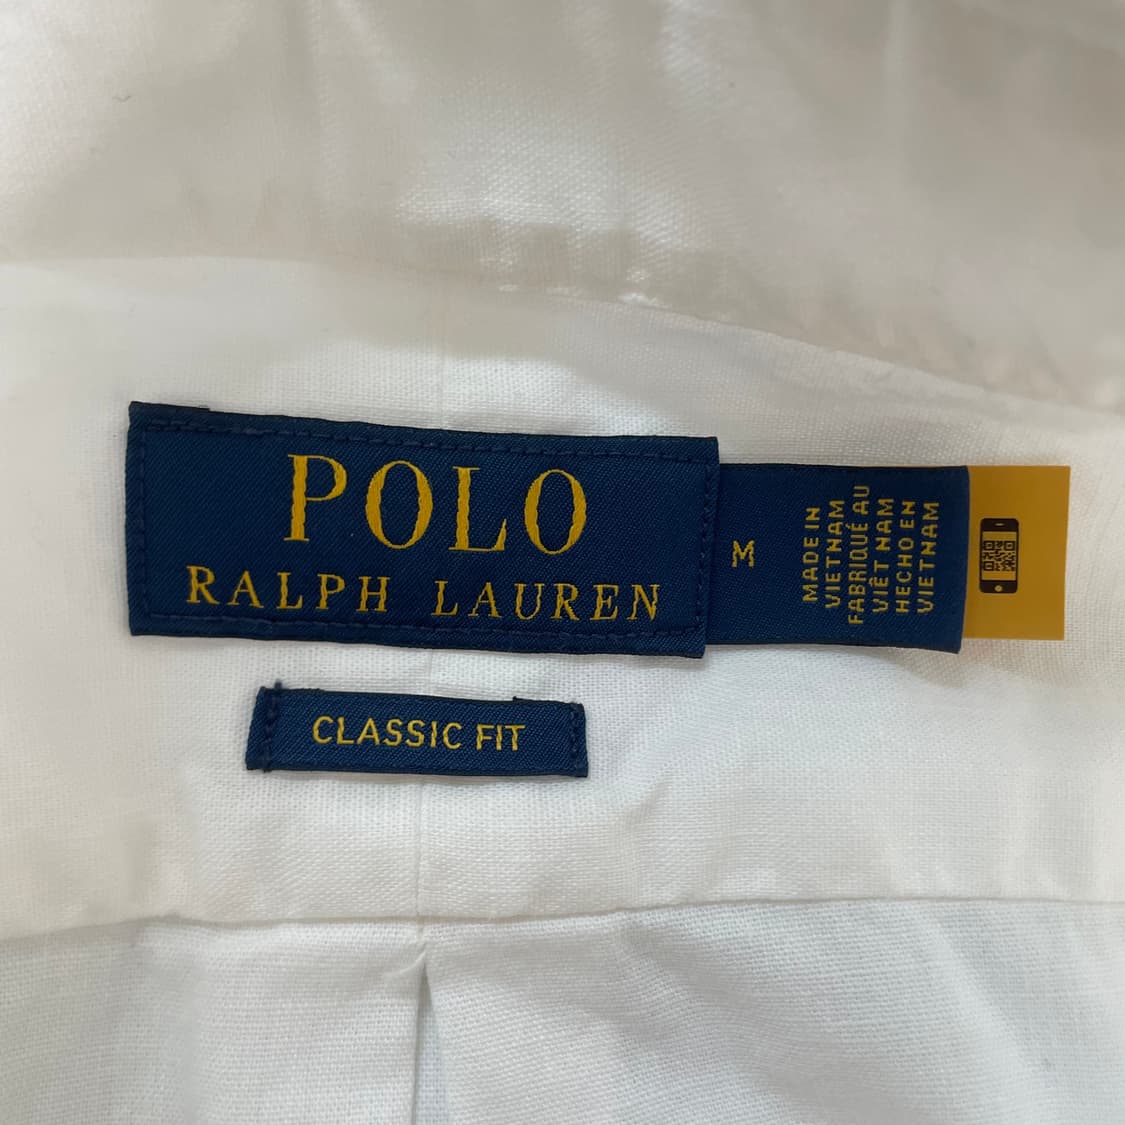 POLO
RALPH LAUREN
M
MADE IN
VIETNAM
FABRIQUÉ AU
VIÊT NAM
HECHO EN
VIETNAM
CLASSIC FIT